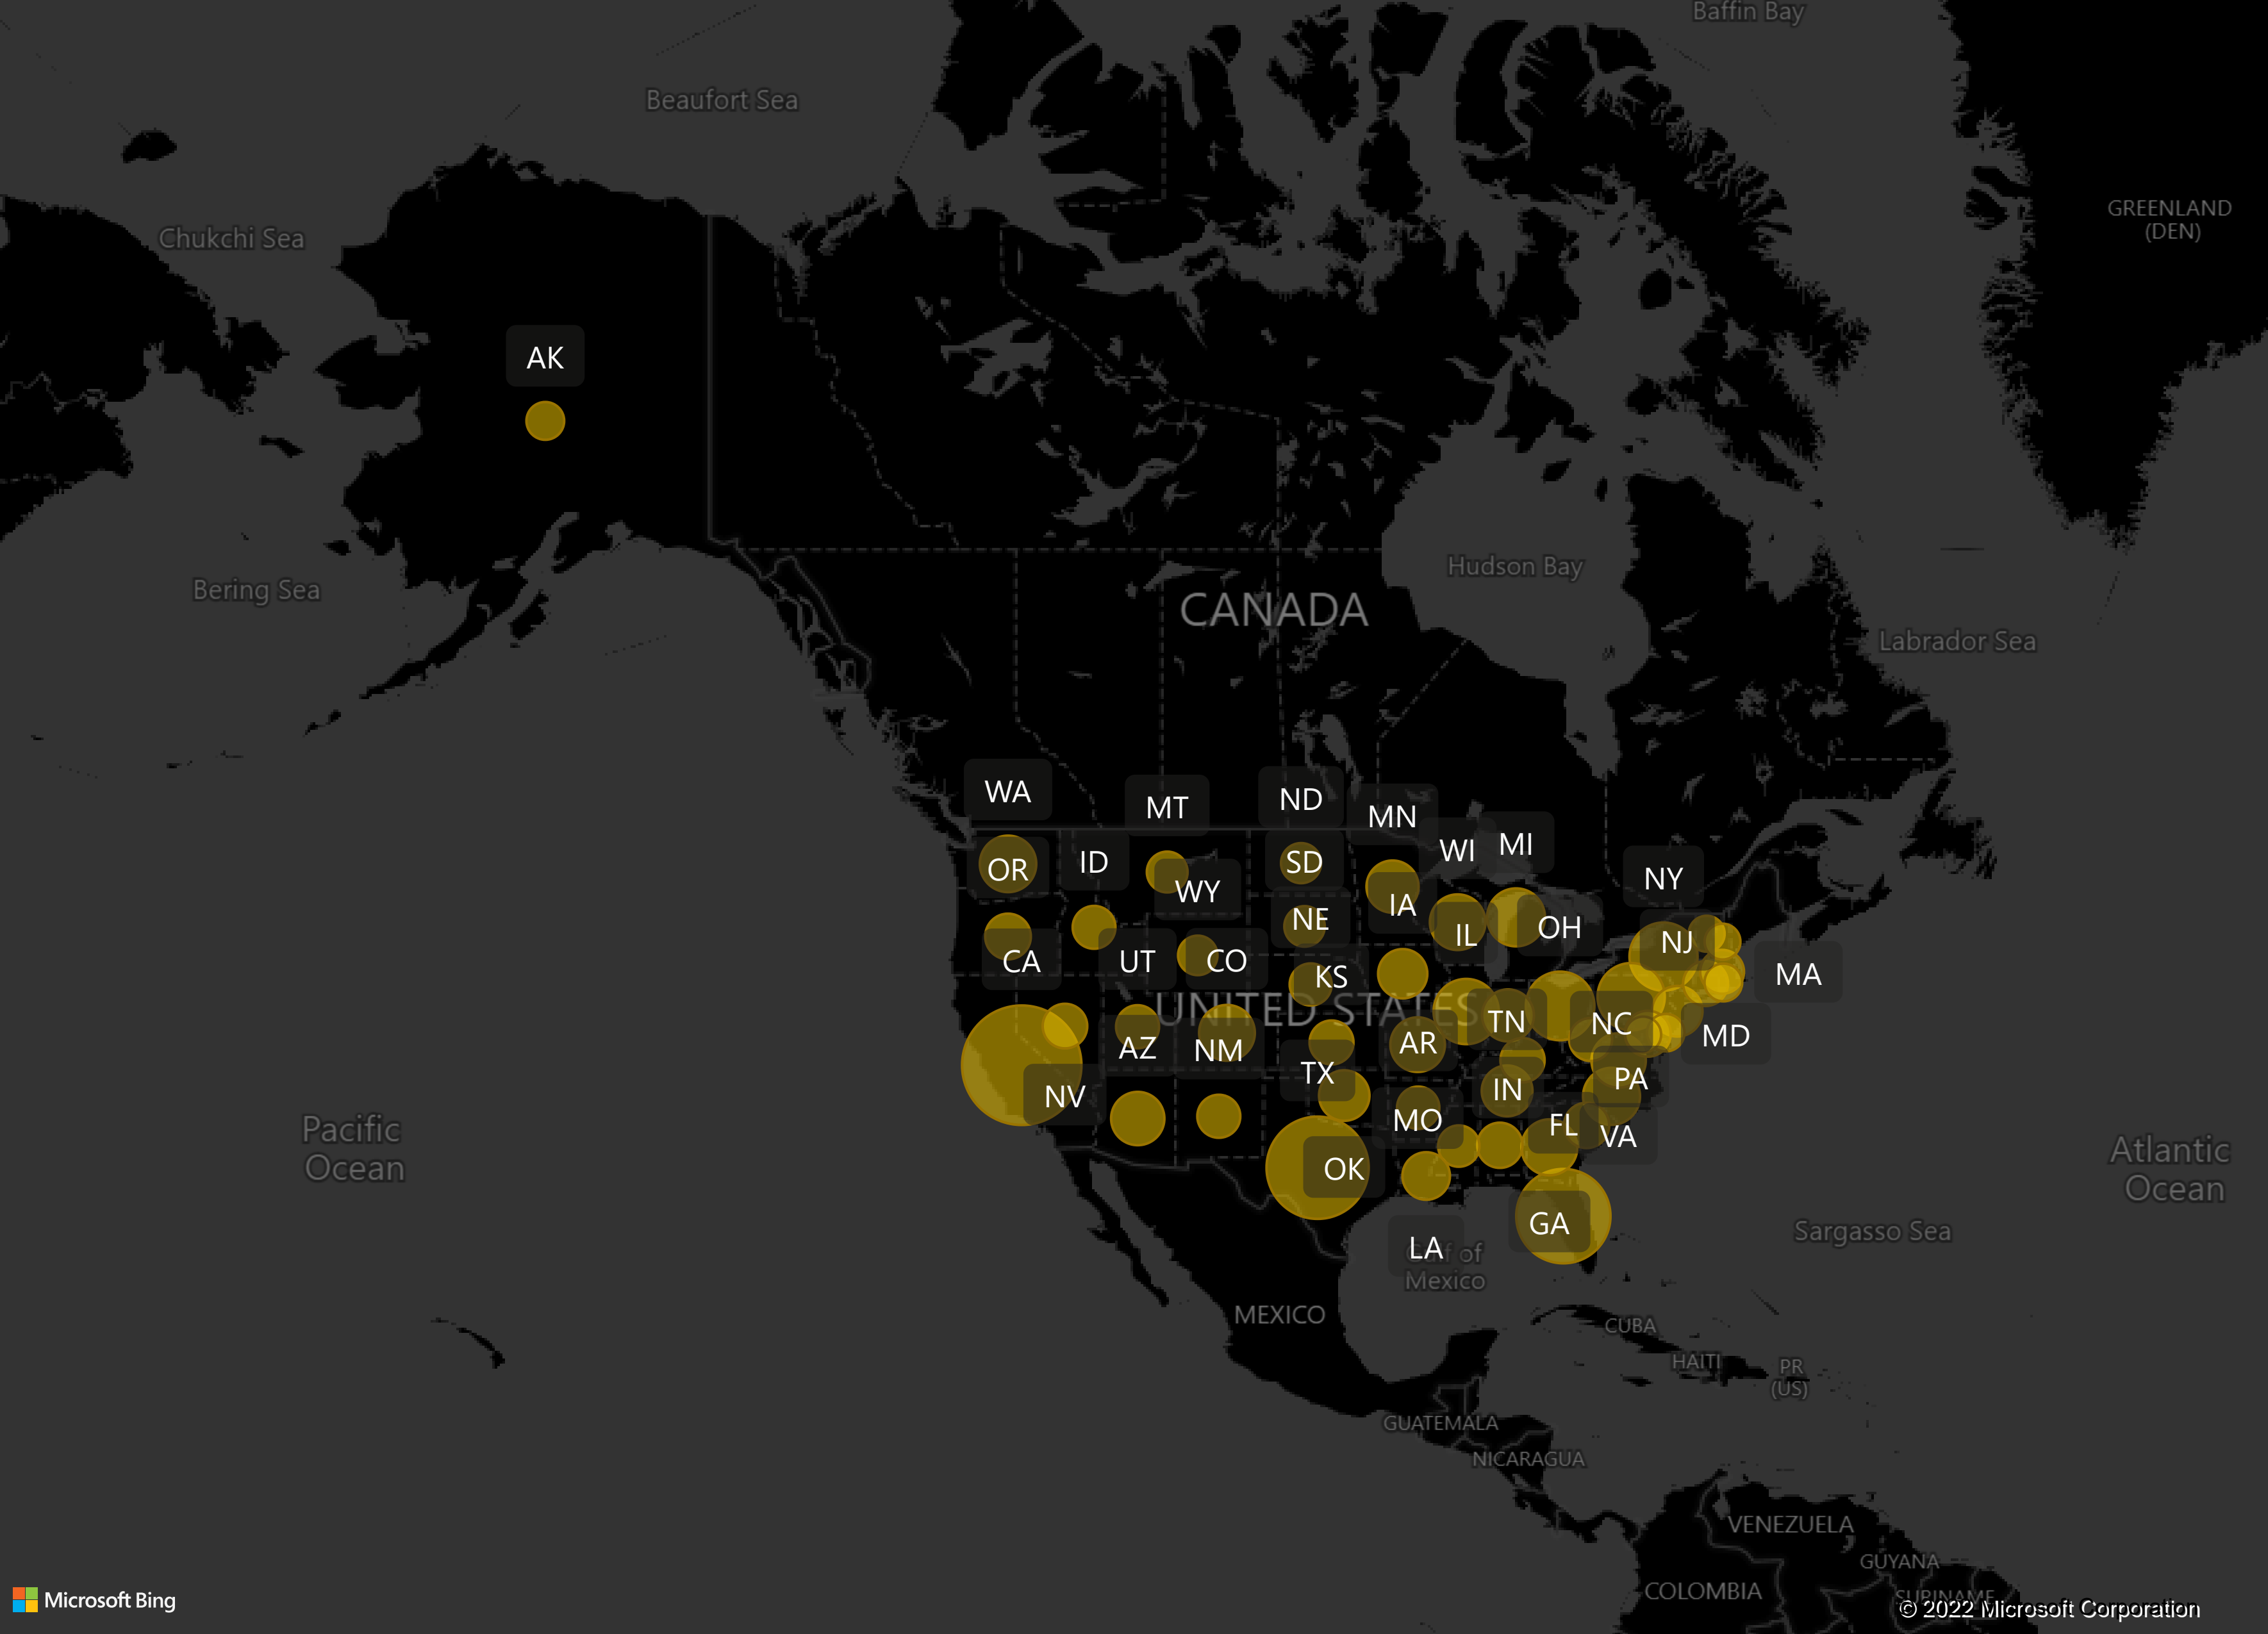 Baffin Bay
Beaufort Sea
GREENLAND
(DEN)
Chukchi Sea
AK
Hudson Bay
Bering Sea
CANADA
Labrador Sea
WA
MT
ND
MN
WI
MI
OR
ID
SD
NY
WY
IA
NE
IL
OH
NJ
CA
UT
CO
KS
MA
UNITED STATES
TN
NC
MD
AZ
NM
AR
TX
PA
NV
IN
MO
FL
VA
Pacific
Ocean
OK
Atlantic
Ocean
GA
Sargasso Sea
LA
Gulf of
Mexico
MEXICO
CUBA
HAITI
PR
(US)
GUATEMALA
NICARAGUA
VENEZUELA
GUYANA
COLOMBIA
SURINAME
Microsoft Bing
© 2022 Microsoft Corporation